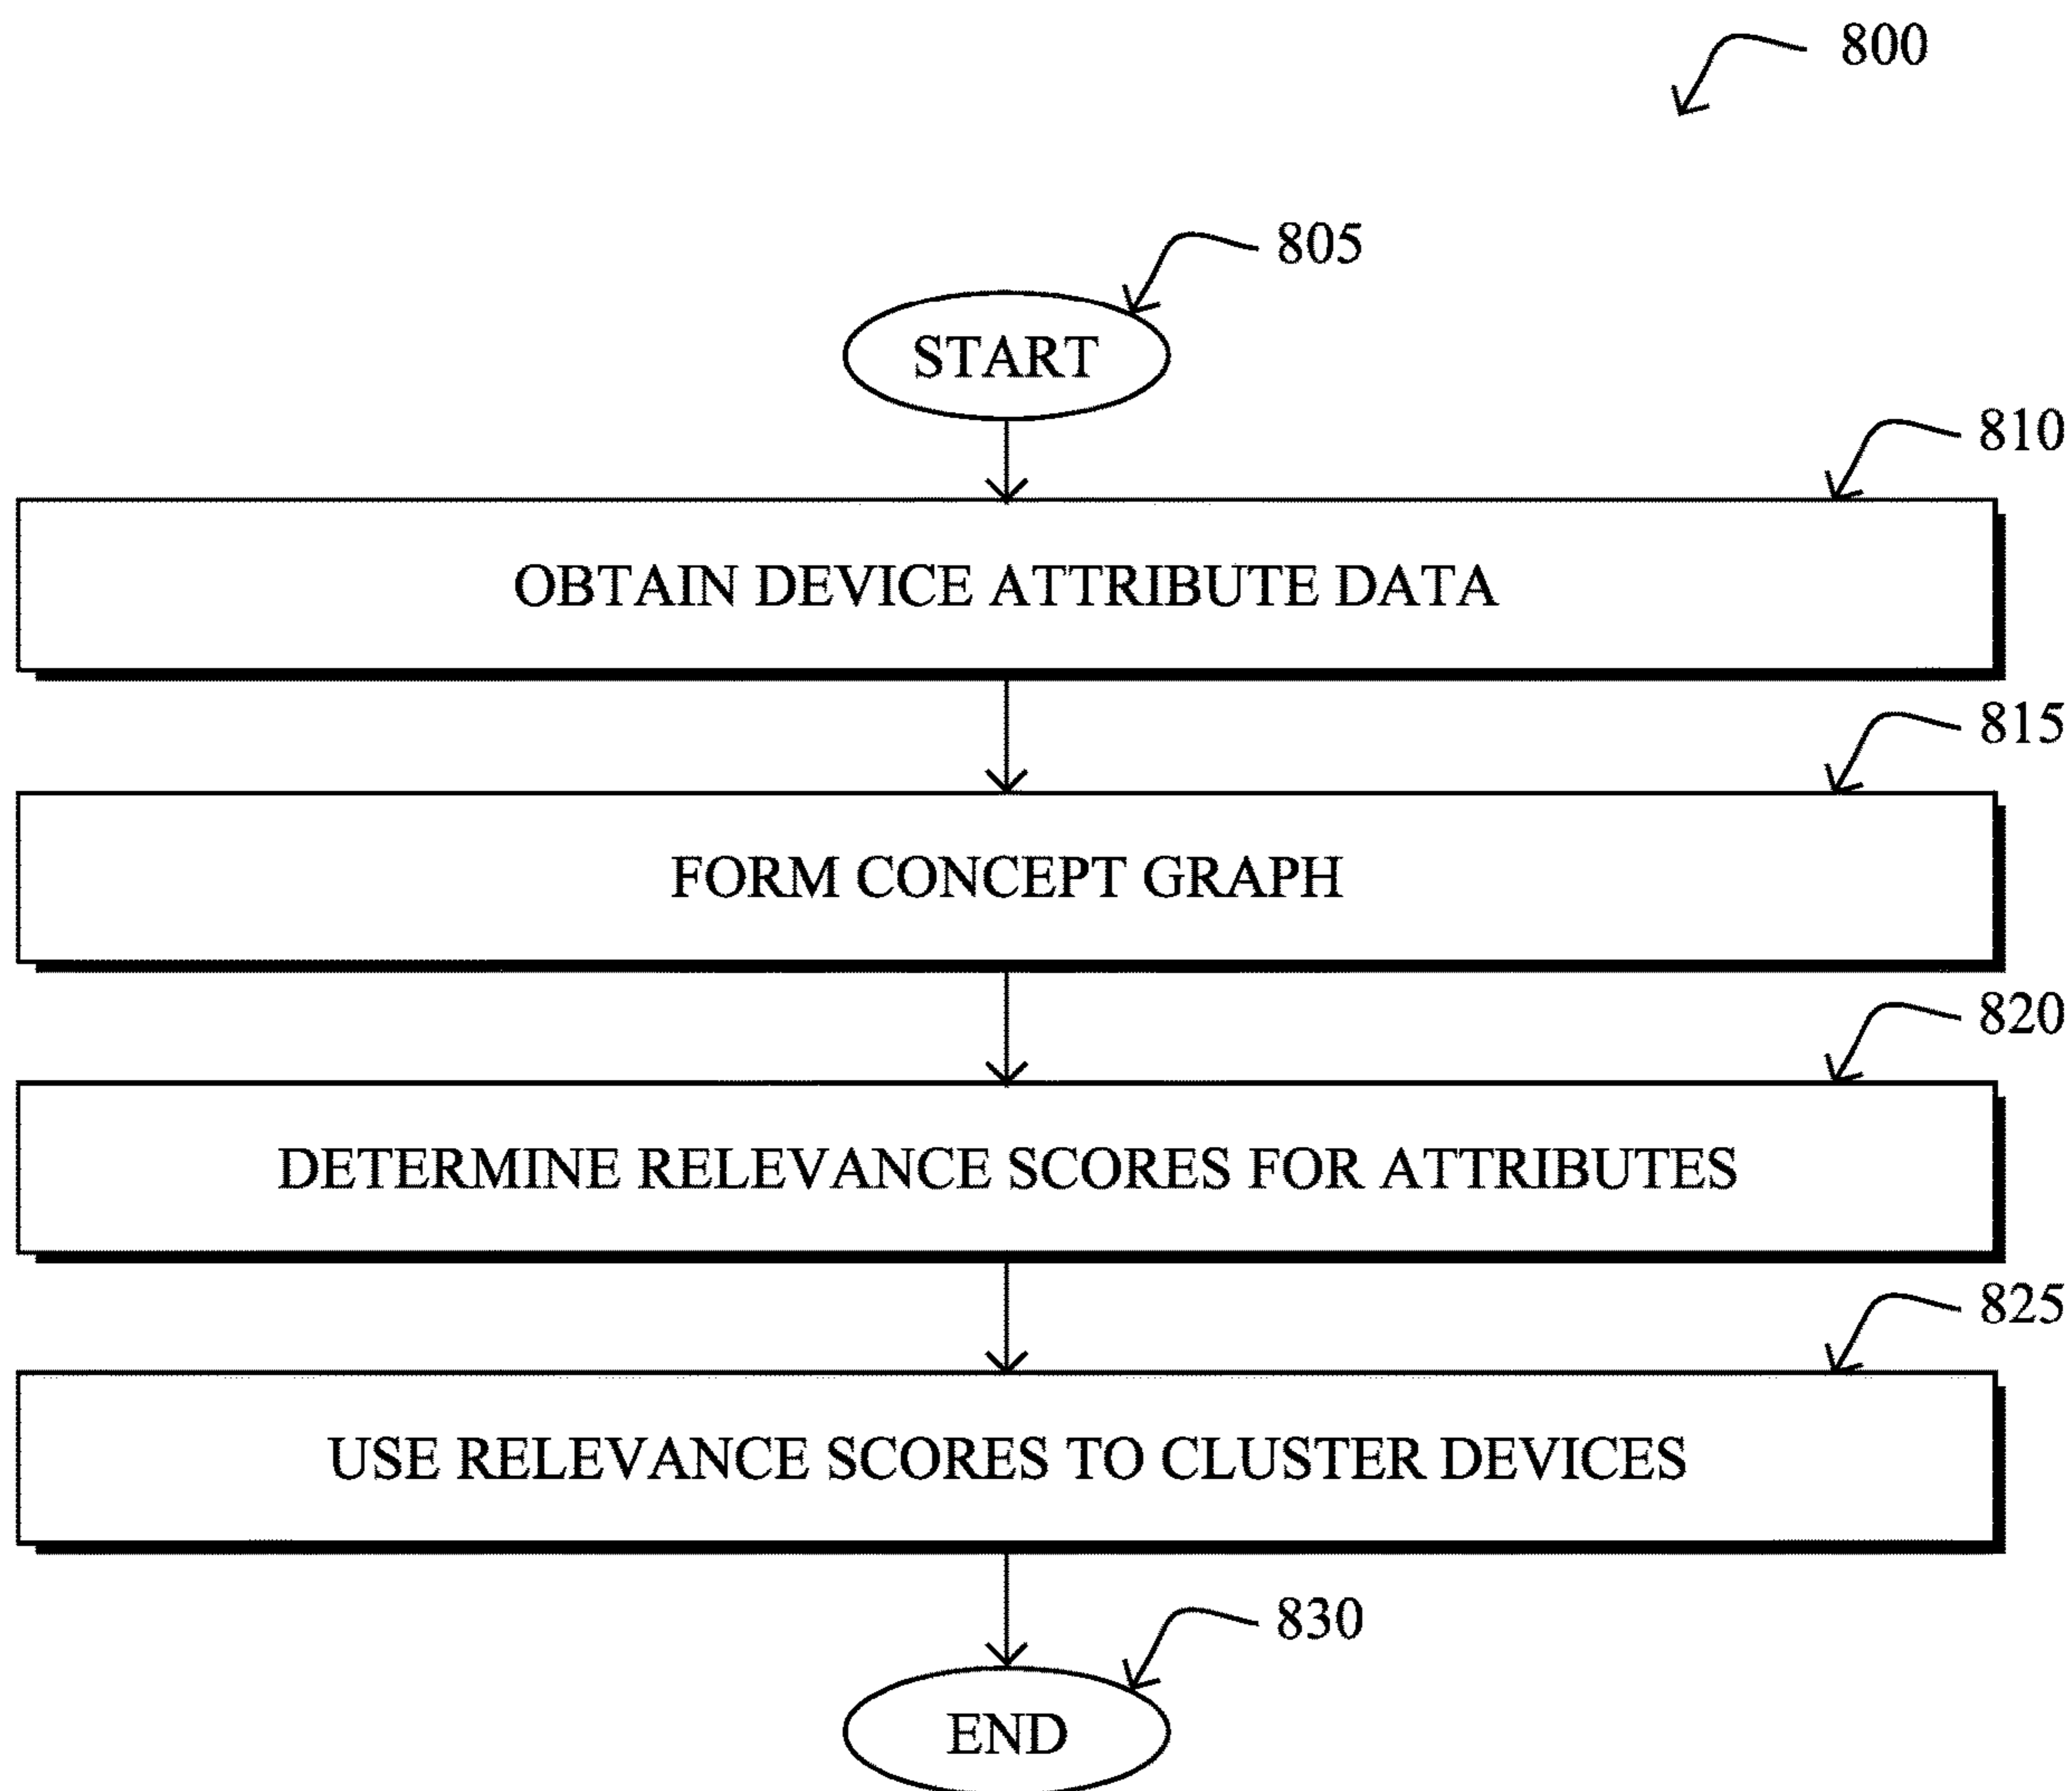 800
805
START
810
OBTAIN DEVICE ATTRIBUTE DATA
815
FORM CONCEPT GRAPH
820
DETERMINE RELEVANCE SCORES FOR ATTRIBUTES
825
USE RELEVANCE SCORES TO CLUSTER DEVICES
830
END